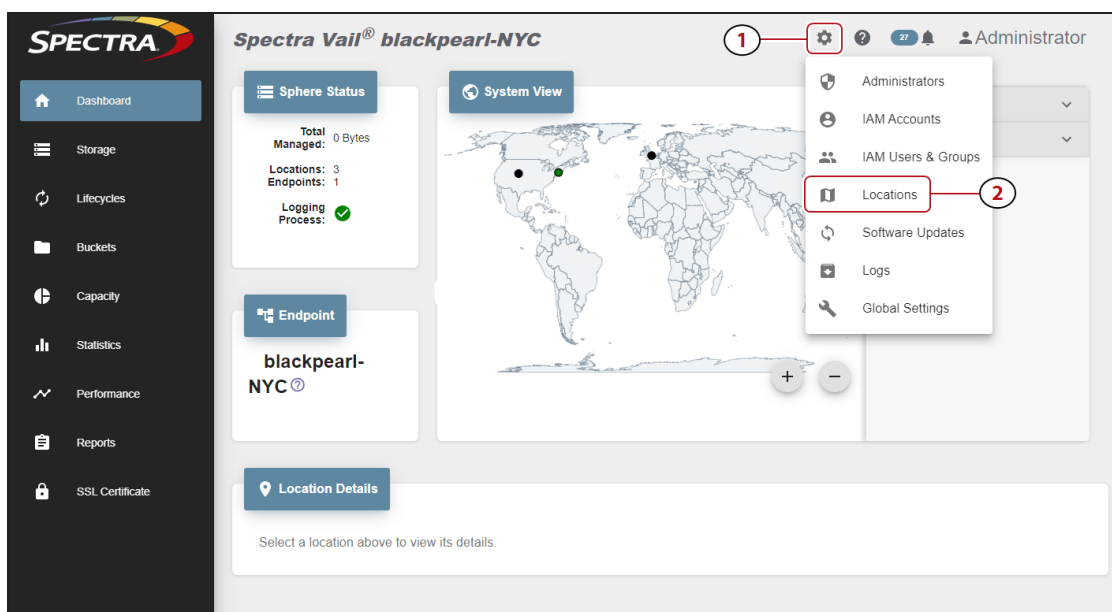 SPECTRA
Spectra Vail® blackpearl-NYC
1
27
Administrator
Dashboard
Storage
Lifecycles
Buckets
Capacity
Statistics
Performance
Reports
SSL Certificate
Sphere Status
Total Managed: 0 Bytes
Locations: 3
Endpoints: 1
Logging Process:
System View
+
−
Administrators
IAM Accounts
IAM Users & Groups
Locations
2
Software Updates
Logs
Global Settings
Endpoint
blackpearl-
NYC
Location Details
Select a location above to view its details.